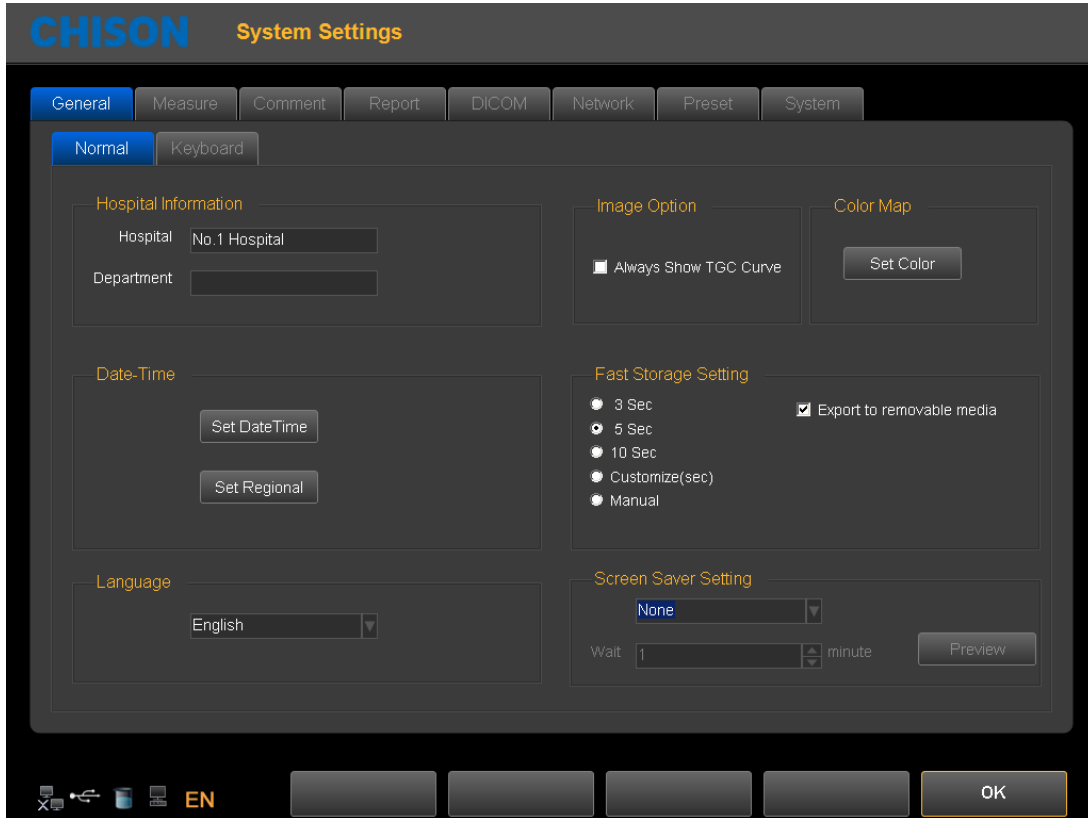 CHISON System Settings
General Measure Comment Report DICOM Network Preset System
Normal Keyboard
Hospital Information
Hospital No.1 Hospital
Department
Image Option
Always Show TGC Curve
Color Map
Set Color
Date-Time
Set DateTime
Set Regional
Fast Storage Setting
3 Sec
5 Sec
10 Sec
Customize(sec)
Manual
Export to removable media
Language
English
Screen Saver Setting
None
Wait 1 minute Preview
EN OK